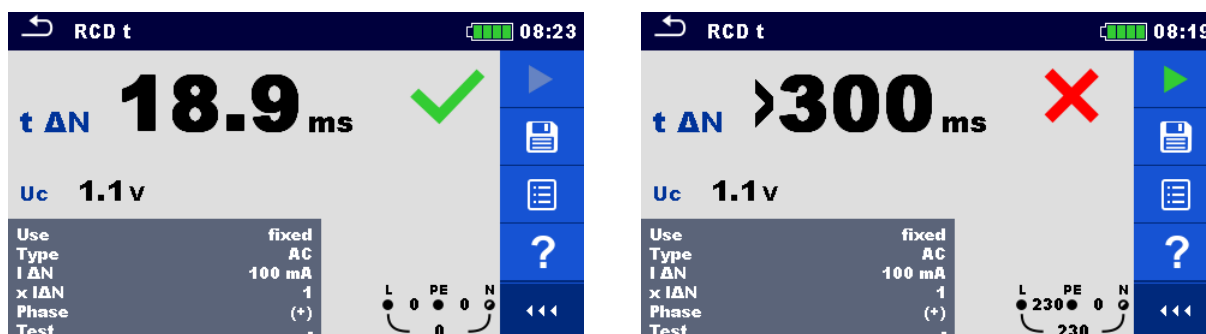 RCD t 08:23
t ΔN 18.9 ms
Uc 1.1 V
Use fixed
Type AC
I ΔN 100 mA
x IΔN 1
Phase (+)
Test -
L PE N
0 0
0
?
RCD t 08:19
t ΔN >300 ms
Uc 1.1 V
Use fixed
Type AC
I ΔN 100 mA
x IΔN 1
Phase (+)
Test -
L PE N
230 0
230
?